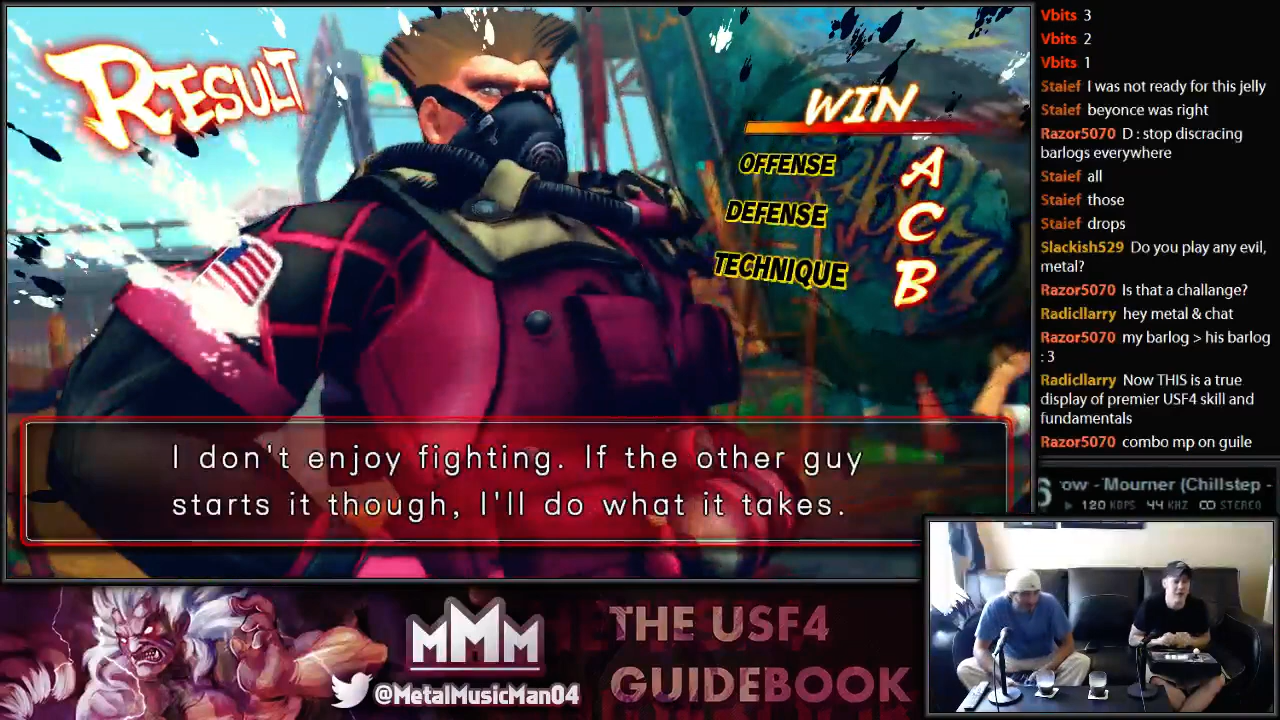 RESULT
WIN
OFFENSE A
DEFENSE C
TECHNIQUE B
I don't enjoy fighting. If the other guy
starts it though, I'll do what it takes.
Vbits 3
Vbits 2
Vbits 1
Staief I was not ready for this jelly
Staief beyonce was right
Razor5070 D : stop discracing
barlogs everywhere
Staief all
Staief those
Staief drops
Slackish529 Do you play any evil,
metal?
Razor5070 Is that a challange?
Radicllarry hey metal & chat
Razor5070 my barlog > his barlog
: 3
Radicllarry Now THIS is a true
display of premier USF4 skill and
fundamentals
Razor5070 combo mp on guile
ow - Mourner (Chillstep -
120 KBPS 44 KHZ STEREO
MMM
@MetalMusicMan04
THE USF4
GUIDEBOOK